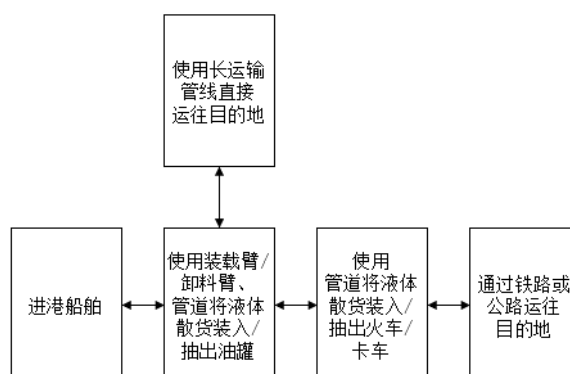 使用长运输
管线直接
运往目的地
进港船舶
使用装载臂/
卸料臂、
管道将液体
散货装入/
抽出油罐
使用
管道将液体
散货装入/
抽出火车/
卡车
通过铁路或
公路运往
目的地